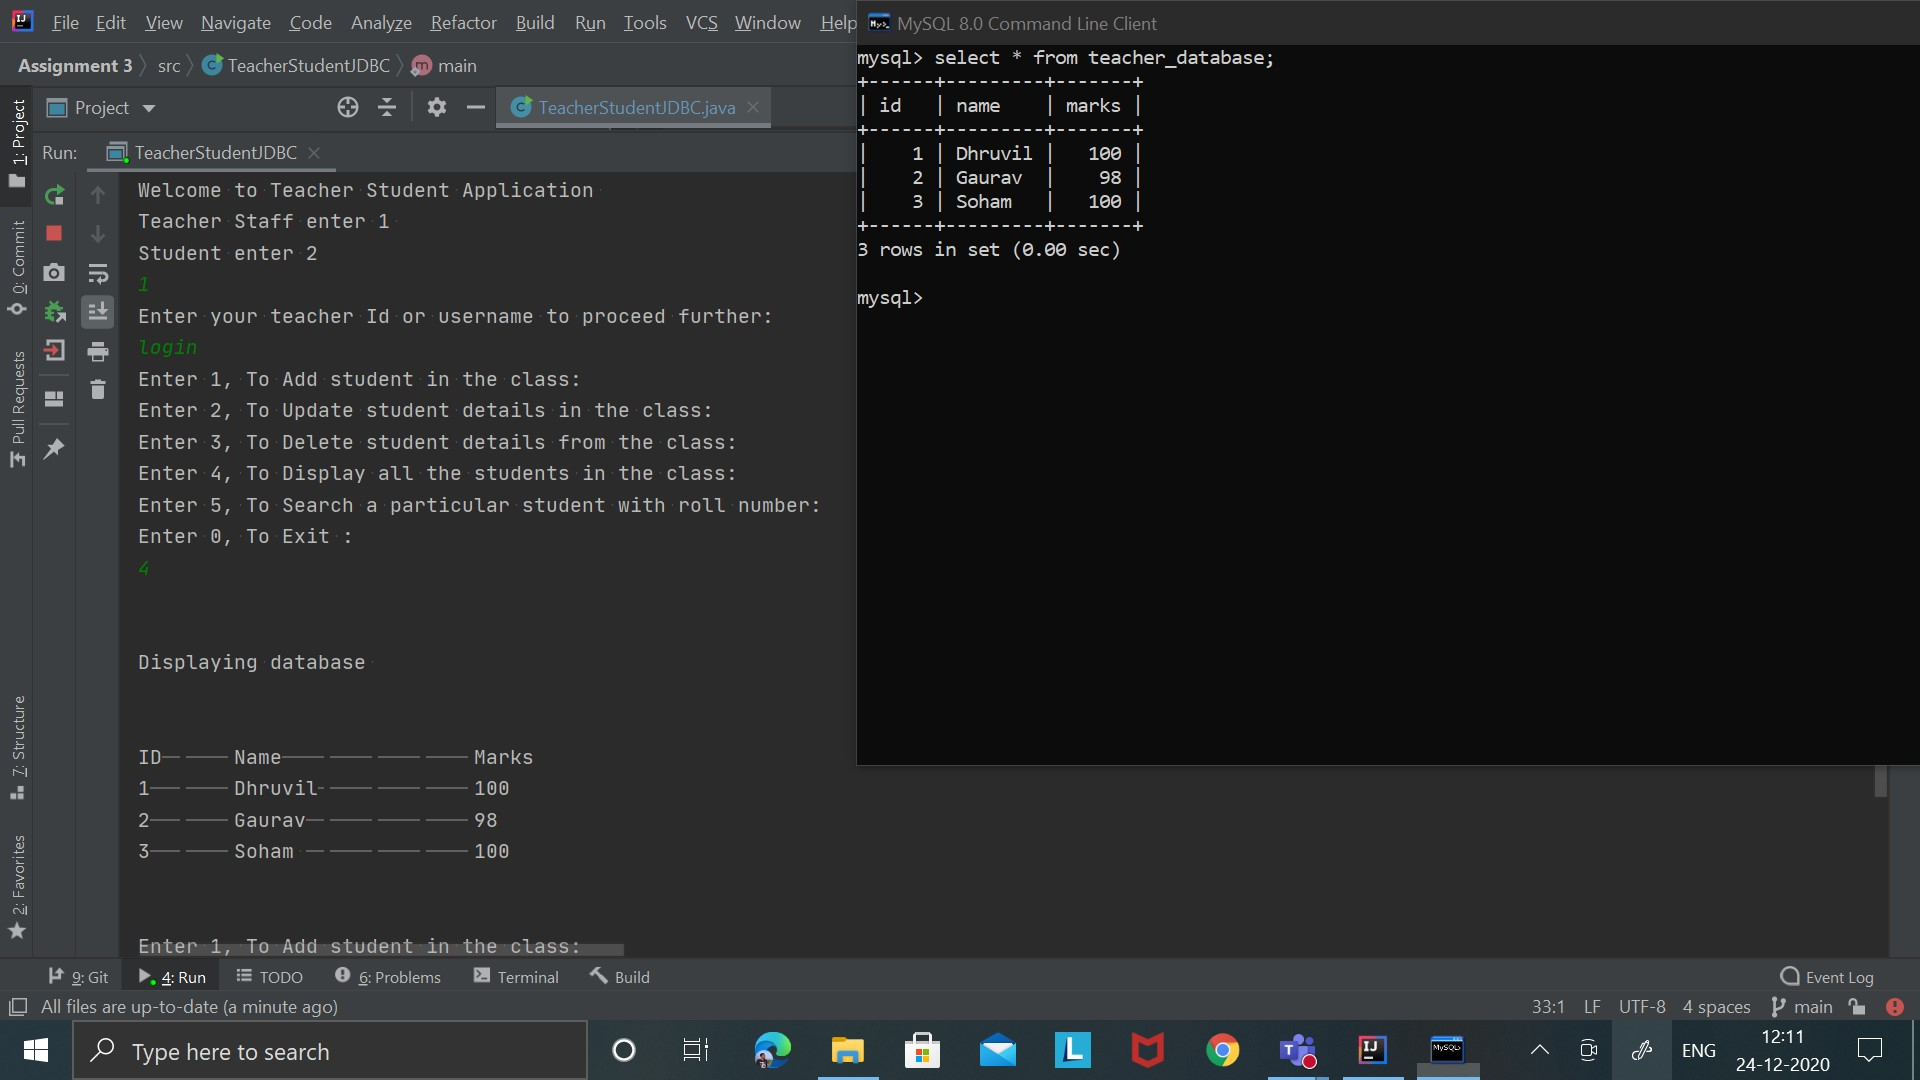 File Edit View Navigate Code Analyze Refactor Build Run Tools VCS Window Help
Assignment 3 src TeacherStudentJDBC main
Project TeacherStudentJDBC.java
Run: TeacherStudentJDBC
1: Project
0: Commit
Pull Requests
7: Structure
2: Favorites
Welcome to Teacher Student Application
Teacher Staff enter 1
Student enter 2
1
Enter your teacher Id or username to proceed further:
login
Enter 1, To Add student in the class:
Enter 2, To Update student details in the class:
Enter 3, To Delete student details from the class:
Enter 4, To Display all the students in the class:
Enter 5, To Search a particular student with roll number:
Enter 0, To Exit :
4
Displaying database
ID Name Marks
1 Dhruvil 100
2 Gaurav 98
3 Soham 100
Enter 1, To Add student in the class:
MySQL 8.0 Command Line Client
mysql> select * from teacher_database;
+------+---------+-------+
| id | name | marks |
+------+---------+-------+
| 1 | Dhruvil | 100 |
| 2 | Gaurav | 98 |
| 3 | Soham | 100 |
+------+---------+-------+
3 rows in set (0.00 sec)
mysql>
9: Git 4: Run TODO 6: Problems Terminal Build Event Log
All files are up-to-date (a minute ago) 33:1 LF UTF-8 4 spaces main
Type here to search ENG 12:11
24-12-2020